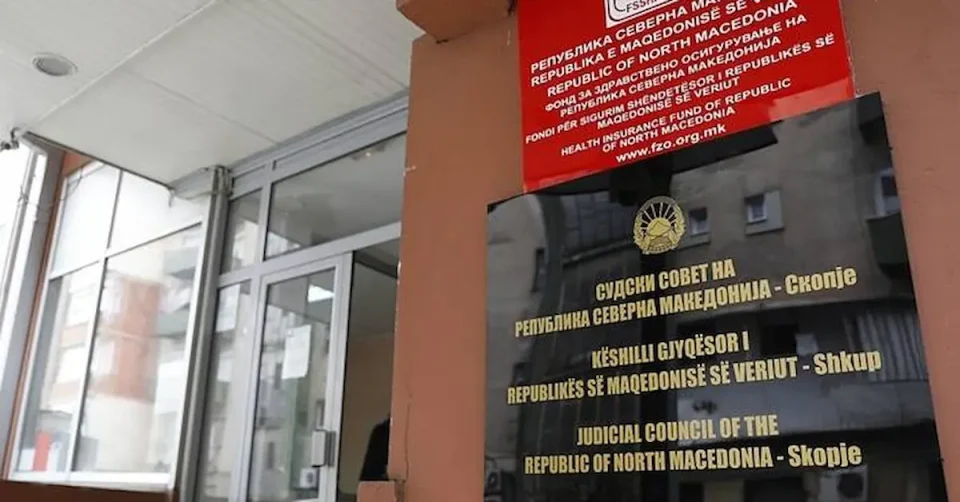 РЕПУБЛИКА СЕВЕРНА
REPUBLIKA E MAQEDONISË SË VERIUT
REPUBLIC OF NORTH MACEDONIA
ФОНД ЗА ЗДРАВСТВЕНО ОСИГУРУВАЊЕ НА
РЕПУБЛИКА СЕВЕРНА МАКЕДОНИЈА
FONDI PËR SIGURIM SHËNDETËSOR I REPUBLIKËS SË
MAQEDONISË SË VERIUT
HEALTH INSURANCE FUND OF REPUBLIC
OF NORTH MACEDONIA
www.fzo.org.mk
СУДСКИ СОВЕТ НА
РЕПУБЛИКА СЕВЕРНА МАКЕДОНИЈА - Скопје
KËSHILLI GJYQËSOR I
REPUBLIKËS SË MAQEDONISË SË VERIUT - Shkup
JUDICIAL COUNCIL OF THE
REPUBLIC OF NORTH MACEDONIA - Skopje